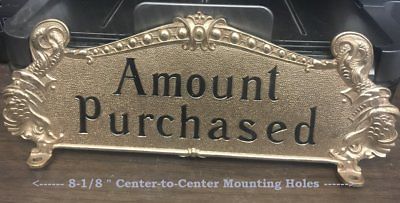 Amount
Purchased
<------ 8-1/8 " Center-to-Center Mounting Holes ------->